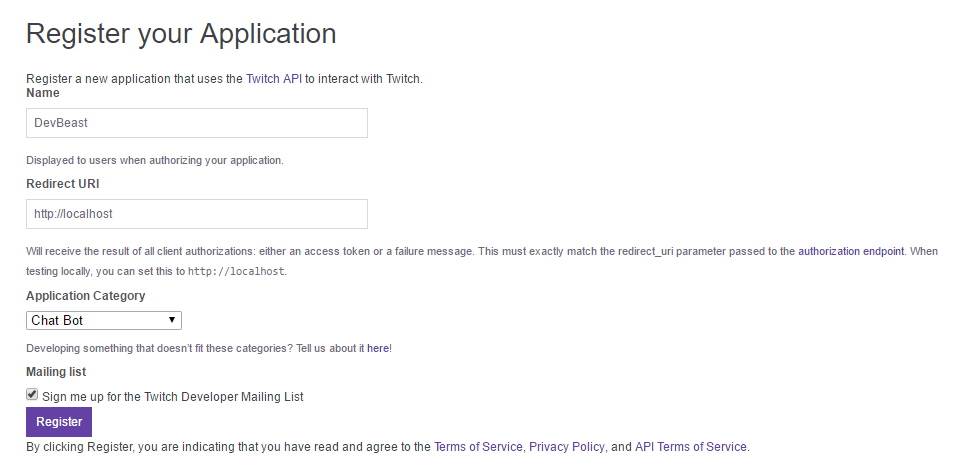 Register your Application
Register a new application that uses the Twitch API to interact with Twitch.
Name
DevBeast
Displayed to users when authorizing your application.
Redirect URI
http://localhost
Will receive the result of all client authorizations: either an access token or a failure message. This must exactly match the redirect_uri parameter passed to the authorization endpoint. When
testing locally, you can set this to http://localhost.
Application Category
Chat Bot
Developing something that doesn't fit these categories? Tell us about it here!
Mailing list
Sign me up for the Twitch Developer Mailing List
Register
By clicking Register, you are indicating that you have read and agree to the Terms of Service, Privacy Policy, and API Terms of Service.